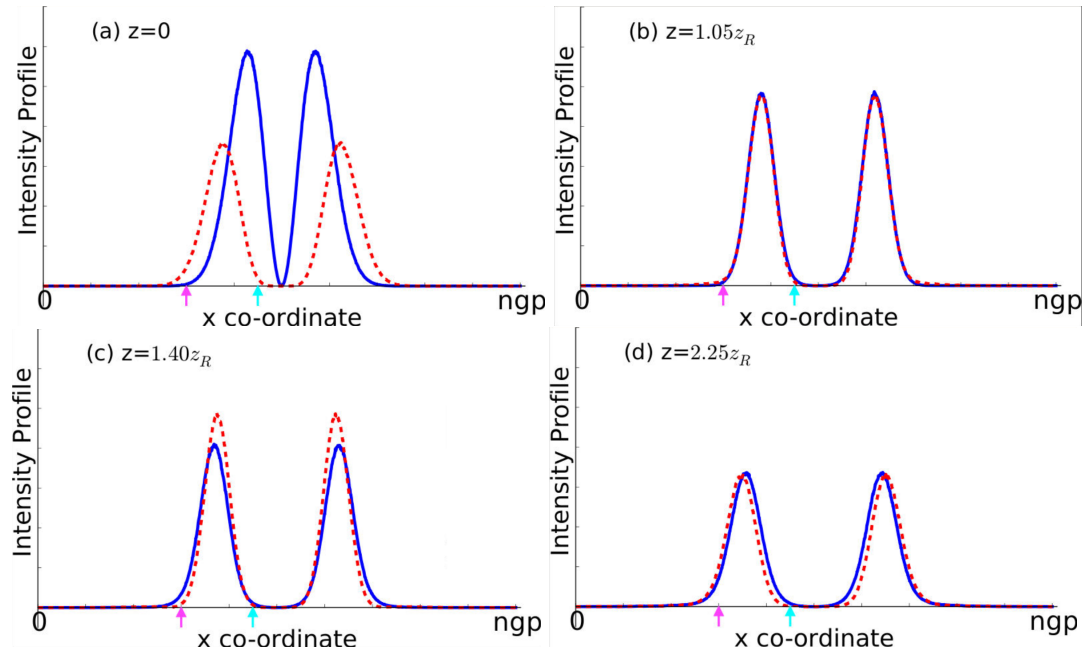 (a) z=0
Intensity Profile
0
x co-ordinate
ngp
(b) z=1.05z_R
Intensity Profile
0
x co-ordinate
ngp
(c) z=1.40z_R
Intensity Profile
0
x co-ordinate
ngp
(d) z=2.25z_R
Intensity Profile
0
x co-ordinate
ngp